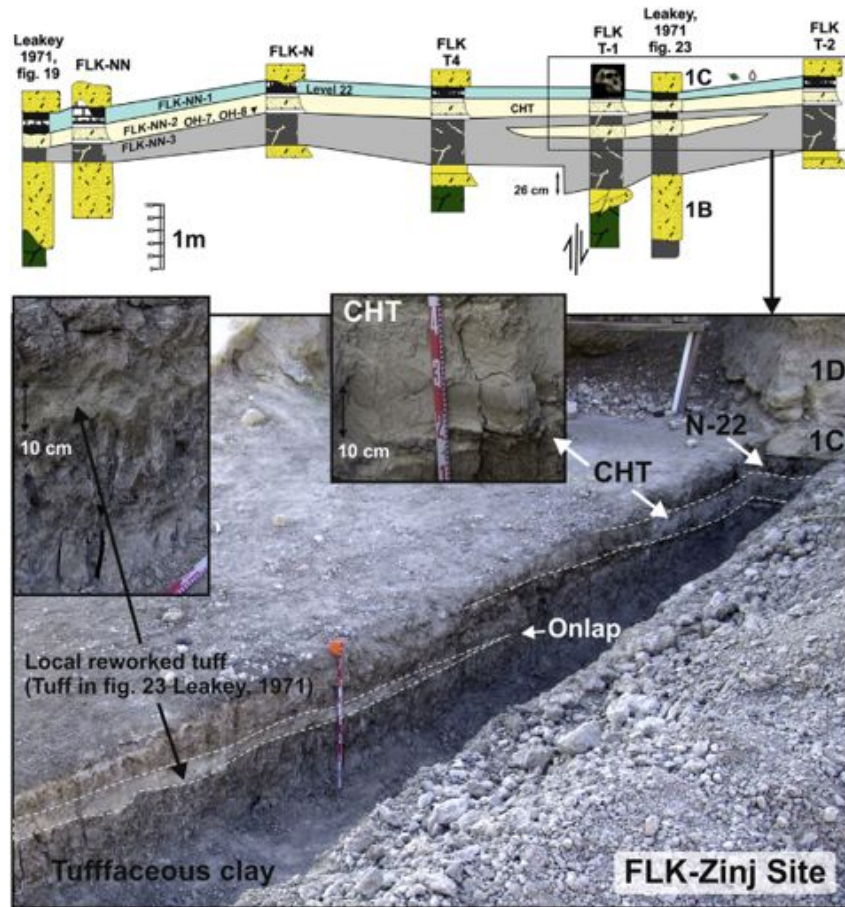 Leakey
1971,
fig. 19
FLK-NN
FLK-N
FLK
T4
FLK
T-1
Leakey,
1971
fig. 23
FLK
T-2
1C
FLK-NN-1
Level 22
FLK-NN-2 OH-7, OH-8
CHT
FLK-NN-3
26 cm
1m
1B
CHT
10 cm
10 cm
1D
1C
N-22
CHT
Onlap
Local reworked tuff
(Tuff in fig. 23 Leakey, 1971)
Tufffaceous clay
FLK-Zinj Site